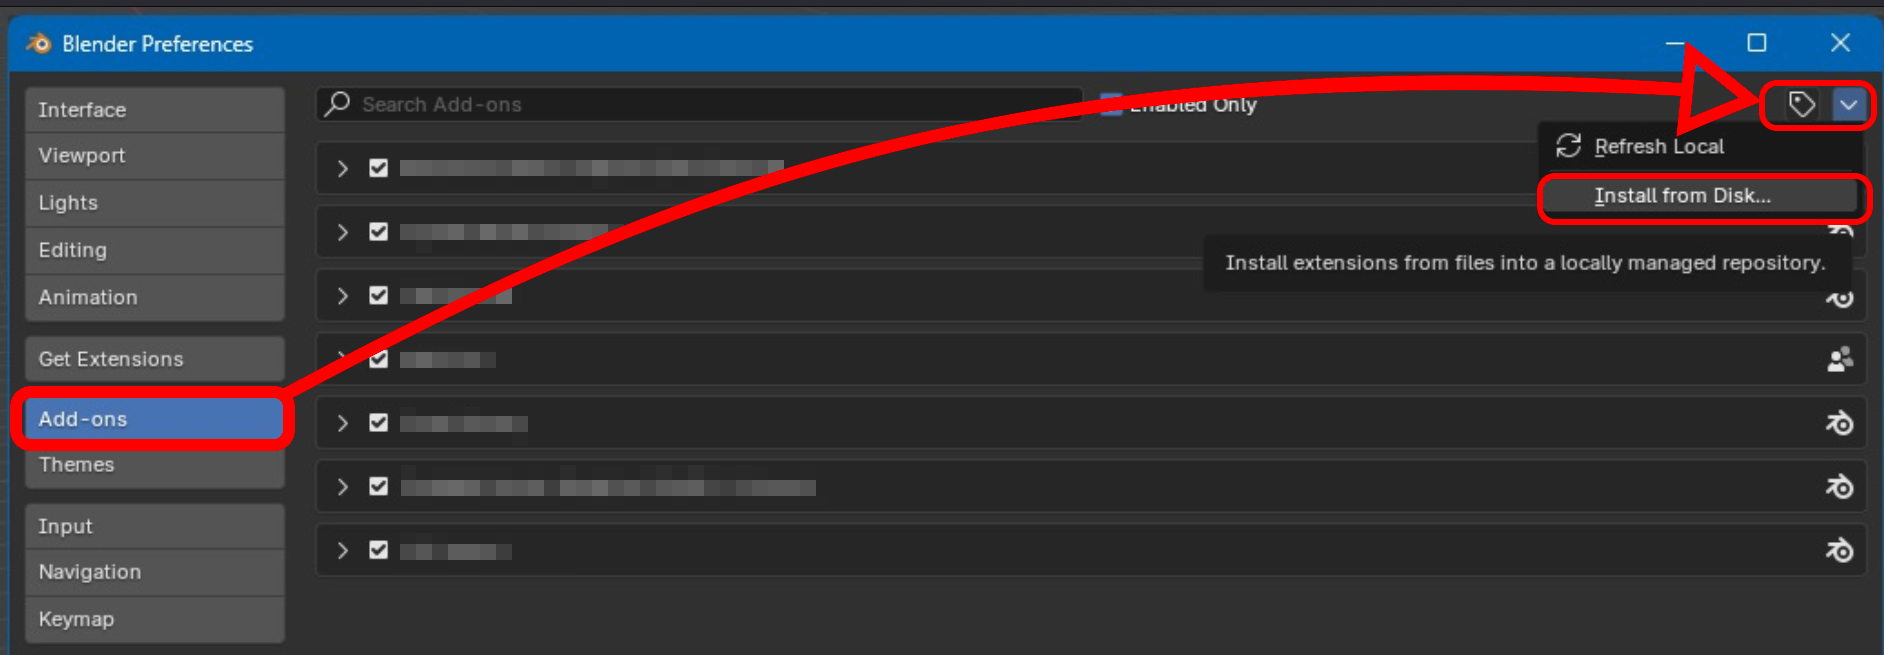 Blender Preferences
Interface
Viewport
Lights
Editing
Animation
Get Extensions
Add-ons
Themes
Input
Navigation
Keymap
Search Add-ons
Enabled Only
Refresh Local
Install from Disk...
Install extensions from files into a locally managed repository.